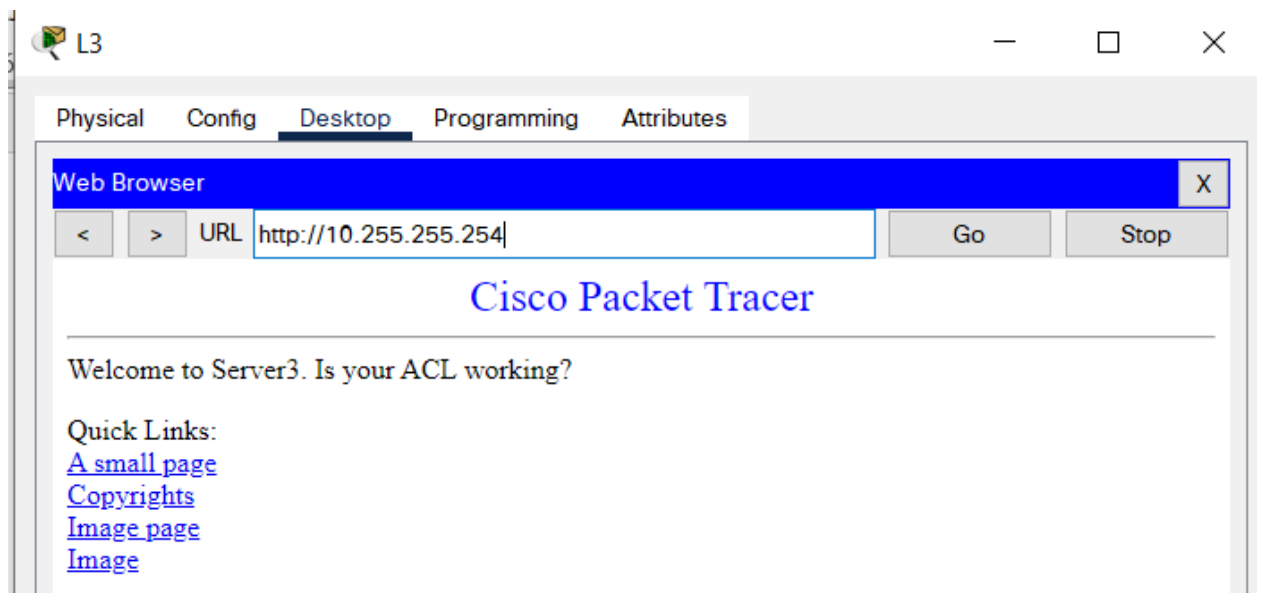 L3
Physical Config Desktop Programming Attributes
Web Browser X
< > URL http://10.255.255.254 Go Stop
Cisco Packet Tracer
Welcome to Server3. Is your ACL working?
Quick Links:
A small page
Copyrights
Image page
Image